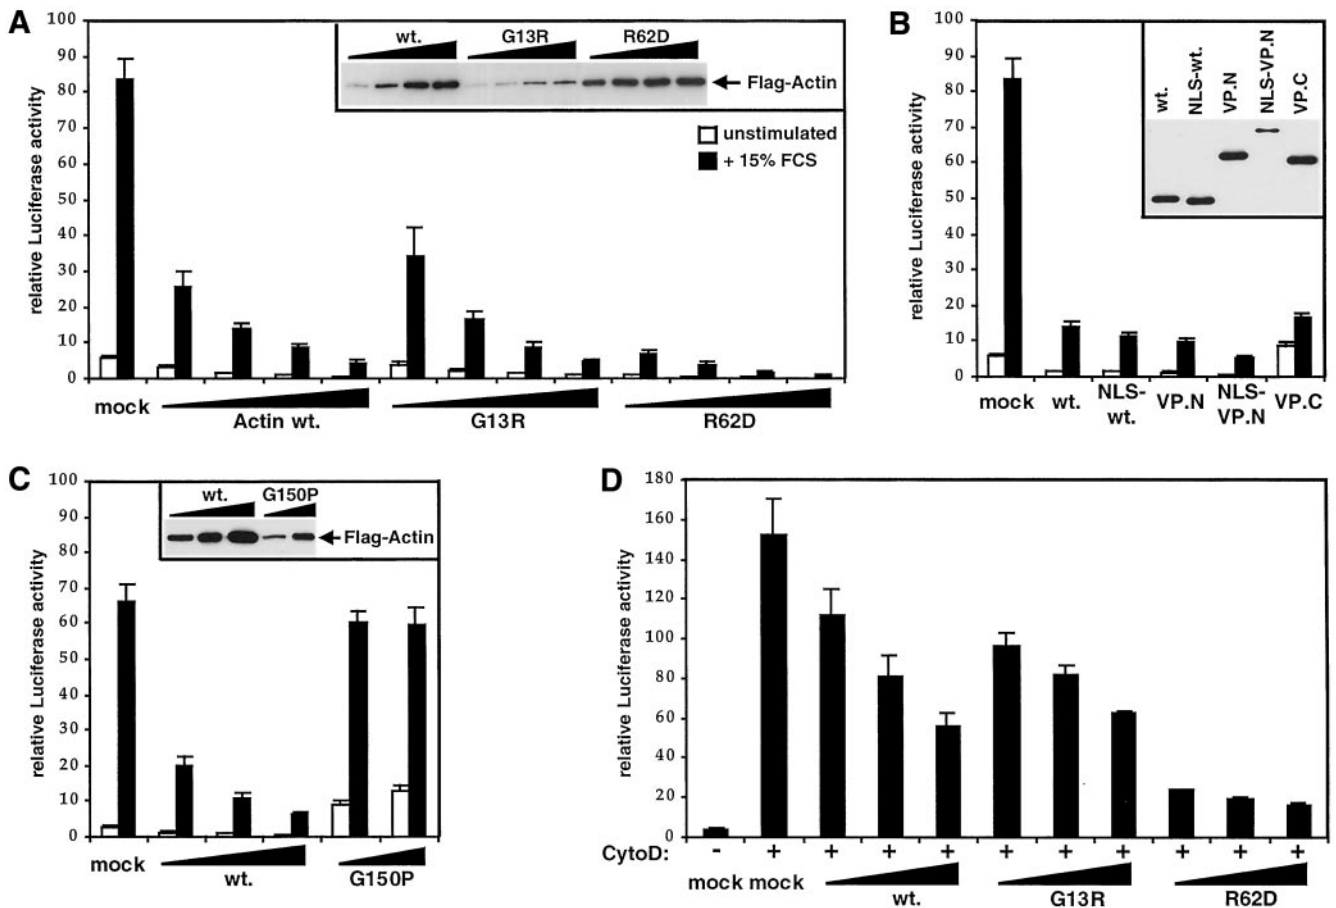 A
relative Luciferase activity
100
90
80
70
60
50
40
30
20
10
0
wt. G13R R62D
Flag-Actin
unstimulated
+ 15% FCS
mock Actin wt. G13R R62D
B
relative Luciferase activity
100
90
80
70
60
50
40
30
20
10
0
wt. NLS-wt. VP.N NLS-VP.N VP.C
mock wt. NLS-wt. VP.N NLS-VP.N VP.C
C
relative Luciferase activity
100
90
80
70
60
50
40
30
20
10
0
wt. G150P
Flag-Actin
mock wt. G150P
D
relative Luciferase activity
180
160
140
120
100
80
60
40
20
0
CytoD: - + + + + + + + + + +
mock mock wt. G13R R62D